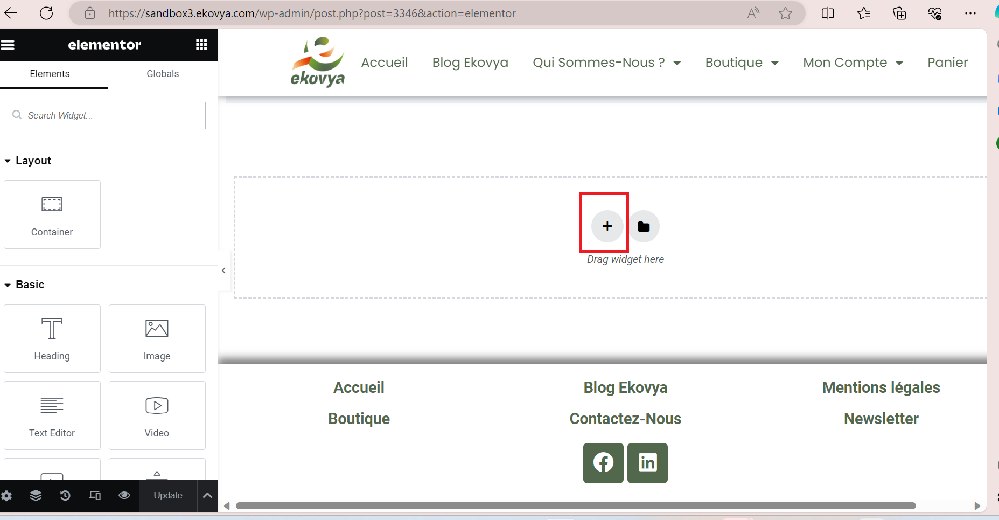 https://sandbox3.ekovya.com/wp-admin/post.php?post=3346&action=elementor
elementor
Elements Globals
Search Widget...
Layout
Container
Basic
Heading Image
Text Editor Video
Update
ekovya
Accueil Blog Ekovya Qui Sommes-Nous ? Boutique Mon Compte Panier
Drag widget here
Accueil Blog Ekovya Mentions légales
Boutique Contactez-Nous Newsletter